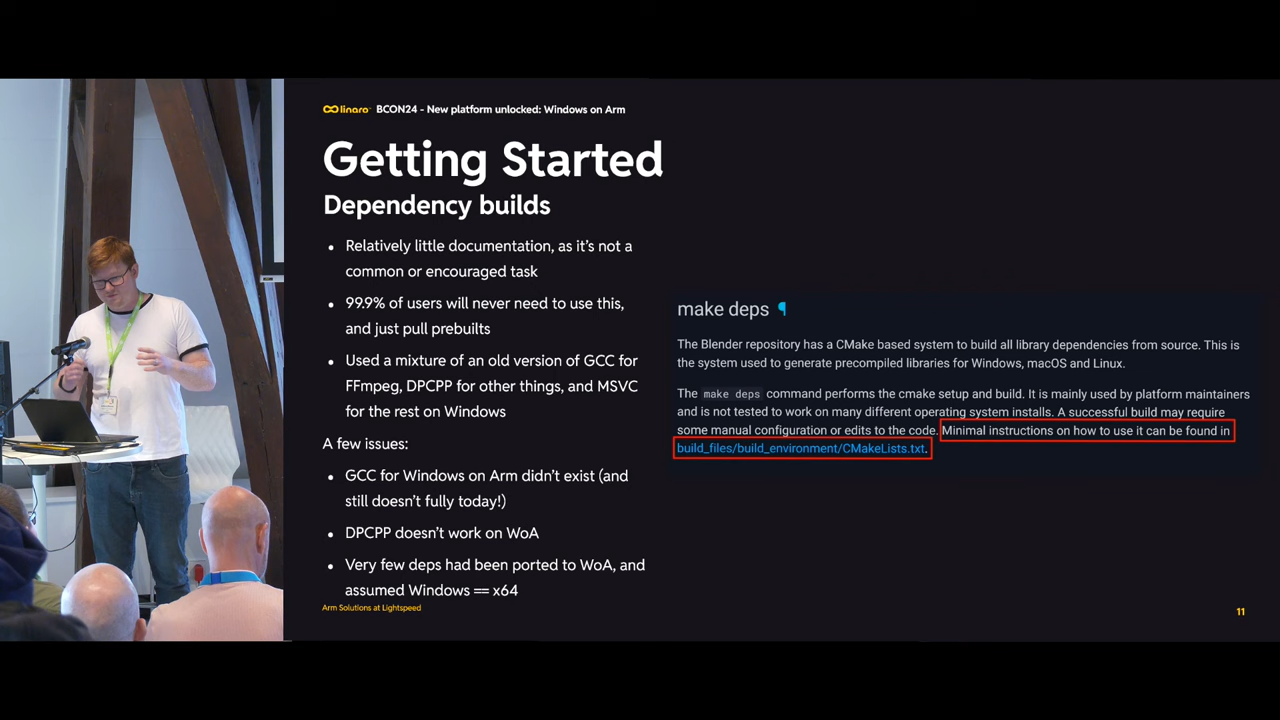 linaro BCON24 - New platform unlocked: Windows on Arm
Getting Started
Dependency builds
• Relatively little documentation, as it's not a
common or encouraged task
• 99.9% of users will never need to use this,
and just pull prebuilts
• Used a mixture of an old version of GCC for
FFmpeg, DPCPP for other things, and MSVC
for the rest on Windows
A few issues:
• GCC for Windows on Arm didn't exist (and
still doesn't fully today!)
• DPCPP doesn't work on WoA
• Very few deps had been ported to WoA, and
assumed Windows == x64
make deps ¶
The Blender repository has a CMake based system to build all library dependencies from source. This is
the system used to generate precompiled libraries for Windows, macOS and Linux.
The make deps command performs the cmake setup and build. It is mainly used by platform maintainers
and is not tested to work on many different operating system installs. A successful build may require
some manual configuration or edits to the code. Minimal instructions on how to use it can be found in
build_files/build_environment/CMakeLists.txt.
Arm Solutions at Lightspeed
11